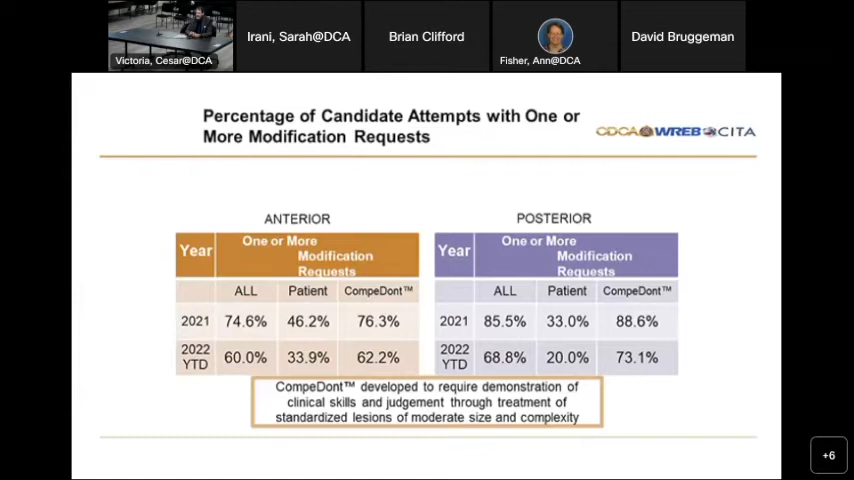 Victoria, Cesar@DCA
Irani, Sarah@DCA
Brian Clifford
Fisher, Ann@DCA
David Bruggeman
Percentage of Candidate Attempts with One or
More Modification Requests
CDCA WREB CITA
ANTERIOR
Year One or More
Modification
Requests
ALL Patient CompeDont™
2021 74.6% 46.2% 76.3%
2022
YTD 60.0% 33.9% 62.2%
POSTERIOR
Year One or More
Modification
Requests
ALL Patient CompeDont™
2021 85.5% 33.0% 88.6%
2022
YTD 68.8% 20.0% 73.1%
CompeDont™ developed to require demonstration of
clinical skills and judgement through treatment of
standardized lesions of moderate size and complexity
+6